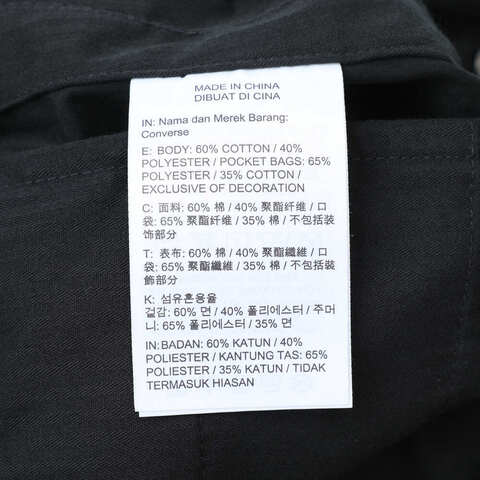 MADE IN CHINA
DIBUAT DI CINA
IN: Nama dan Merek Barang:
Converse
E: BODY: 60% COTTON / 40%
POLYESTER / POCKET BAGS: 65%
POLYESTER / 35% COTTON /
EXCLUSIVE OF DECORATION
C: 面料: 60% 棉 / 40% 聚酯纤维 / 口
袋: 65% 聚酯纤维 / 35% 棉 / 不包括装
饰部分
T: 表布: 60% 棉 / 40% 聚酯纖維 / 口
袋: 65% 聚酯纖維 / 35% 棉 / 不包括裝
飾部分
K: 섬유혼용율
겉감: 60% 면 / 40% 폴리에스터 / 주머
니: 65% 폴리에스터 / 35% 면
IN: BADAN: 60% KATUN / 40%
POLIESTER / KANTUNG TAS: 65%
POLIESTER / 35% KATUN / TIDAK
TERMASUK HIASAN